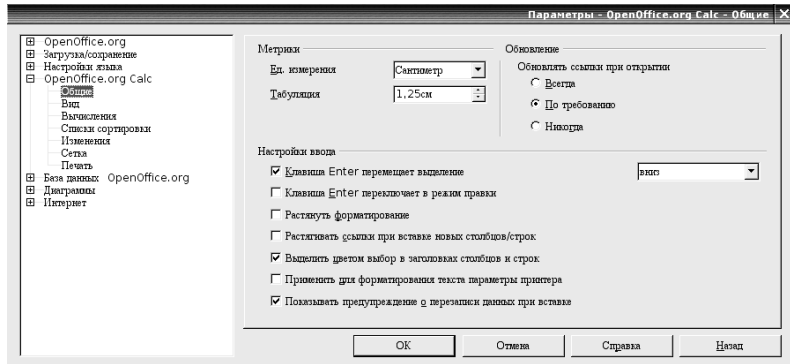 Параметры - OpenOffice.org Calc - Общие
OpenOffice.org
Загрузка/сохранение
Настройки языка
OpenOffice.org Calc
Общие
Вид
Вычисления
Списки сортировки
Изменения
Сетка
Печать
База данных OpenOffice.org
Диаграммы
Интернет
Метрики
Ед. измерения Сантиметр
Табуляция 1,25см
Обновление
Обновлять ссылки при открытии
Всегда
По требованию
Никогда
Настройки ввода
Клавиша Enter перемещает выделение вниз
Клавиша Enter переключает в режим правки
Растянуть форматирование
Растягивать ссылки при вставке новых столбцов/строк
Выделить цветом выбор в заголовках столбцов и строк
Применить для форматирования текста параметры принтера
Показывать предупреждение о перезаписи данных при вставке
OK Отмена Справка Назад